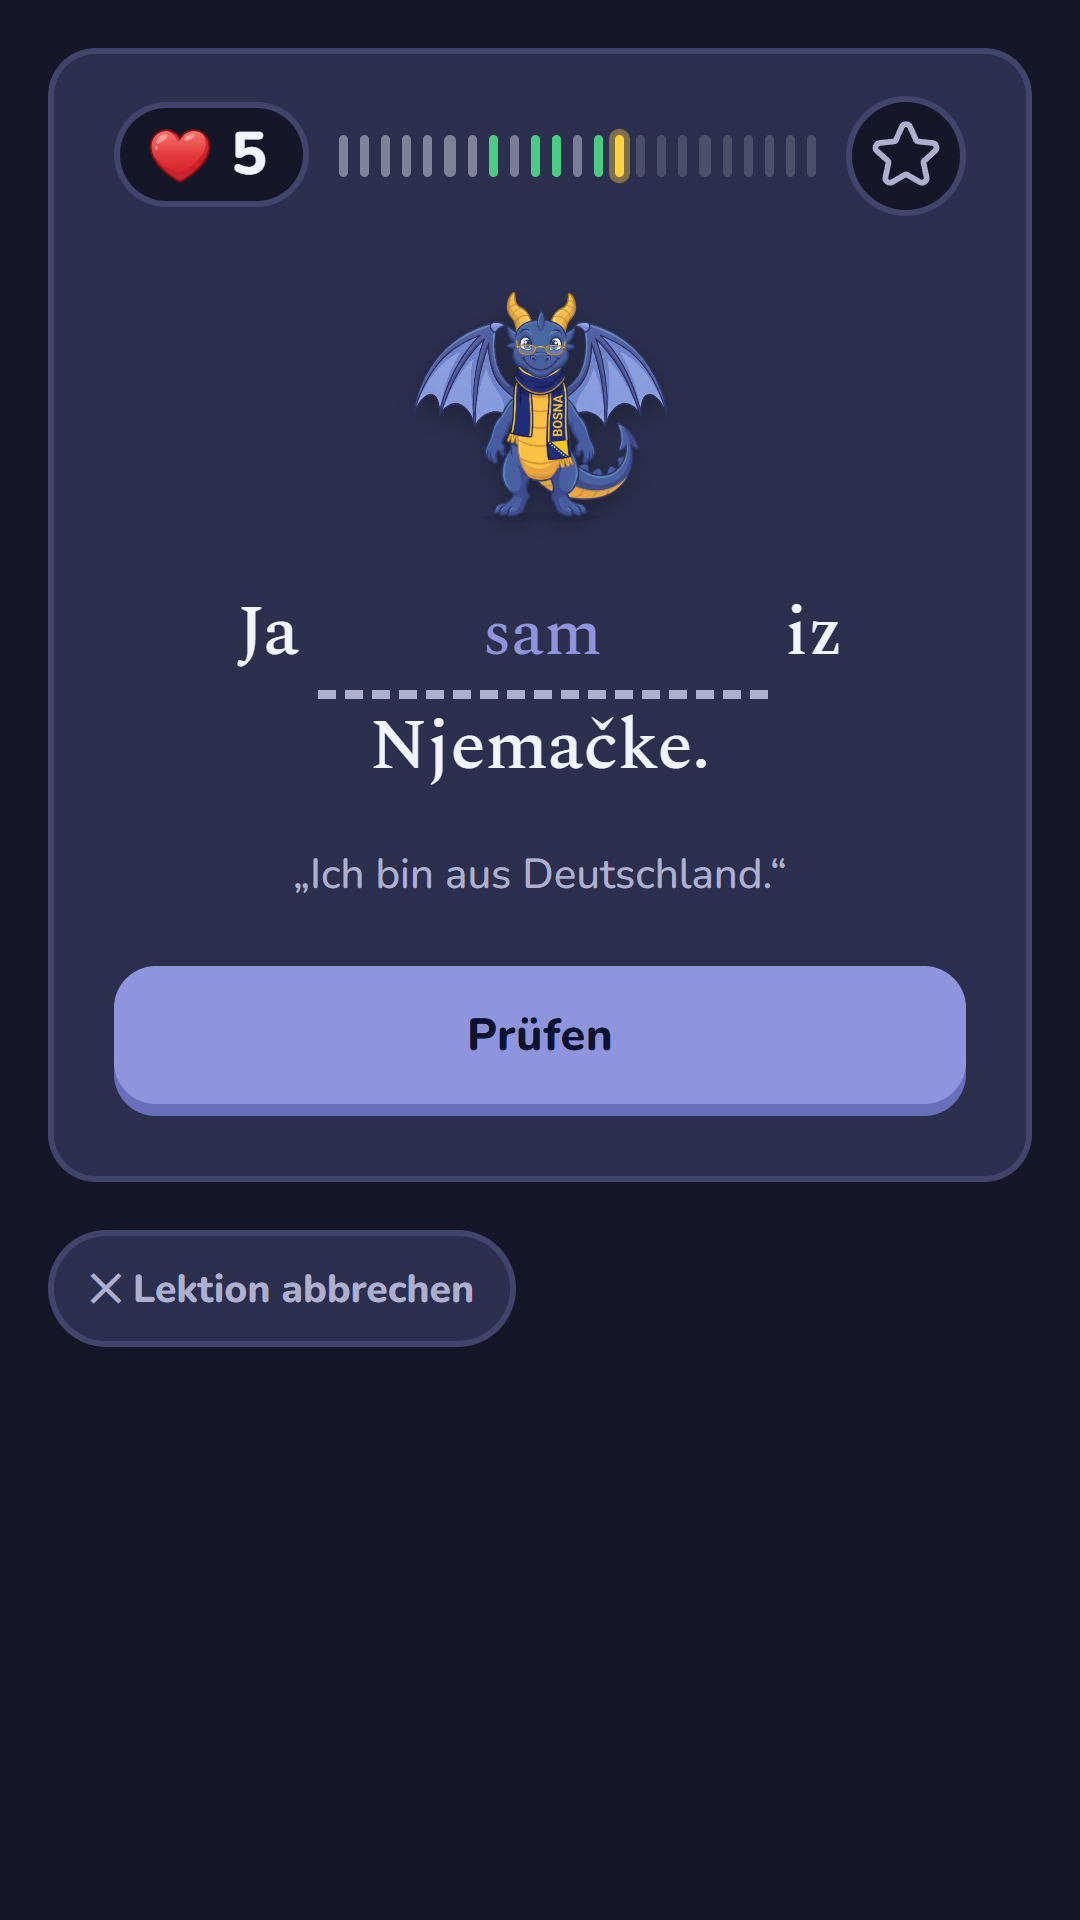 5
BOSNA
Ja sam iz
Njemačke.
„Ich bin aus Deutschland.“
Prüfen
Lektion abbrechen